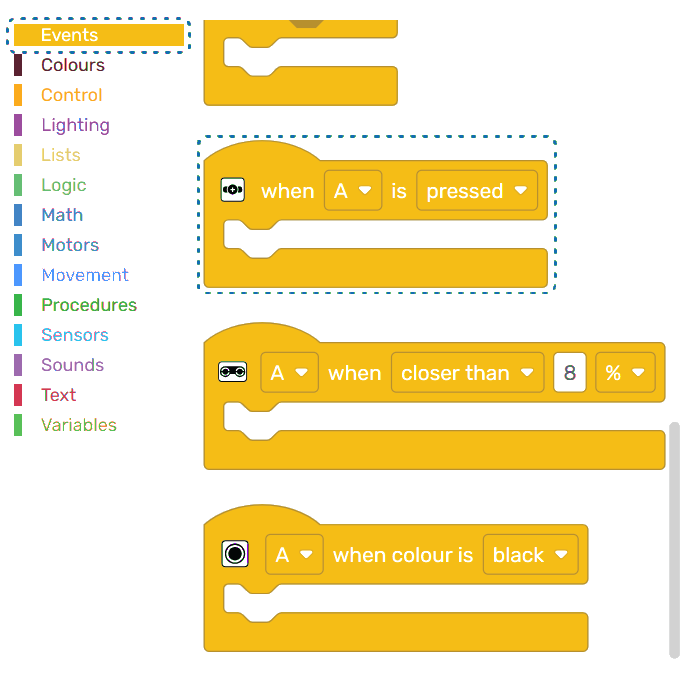 Events
Colours
Control
Lighting
Lists
Logic
Math
Motors
Movement
Procedures
Sensors
Sounds
Text
Variables
when A is pressed
A when closer than 8 %
A when colour is black